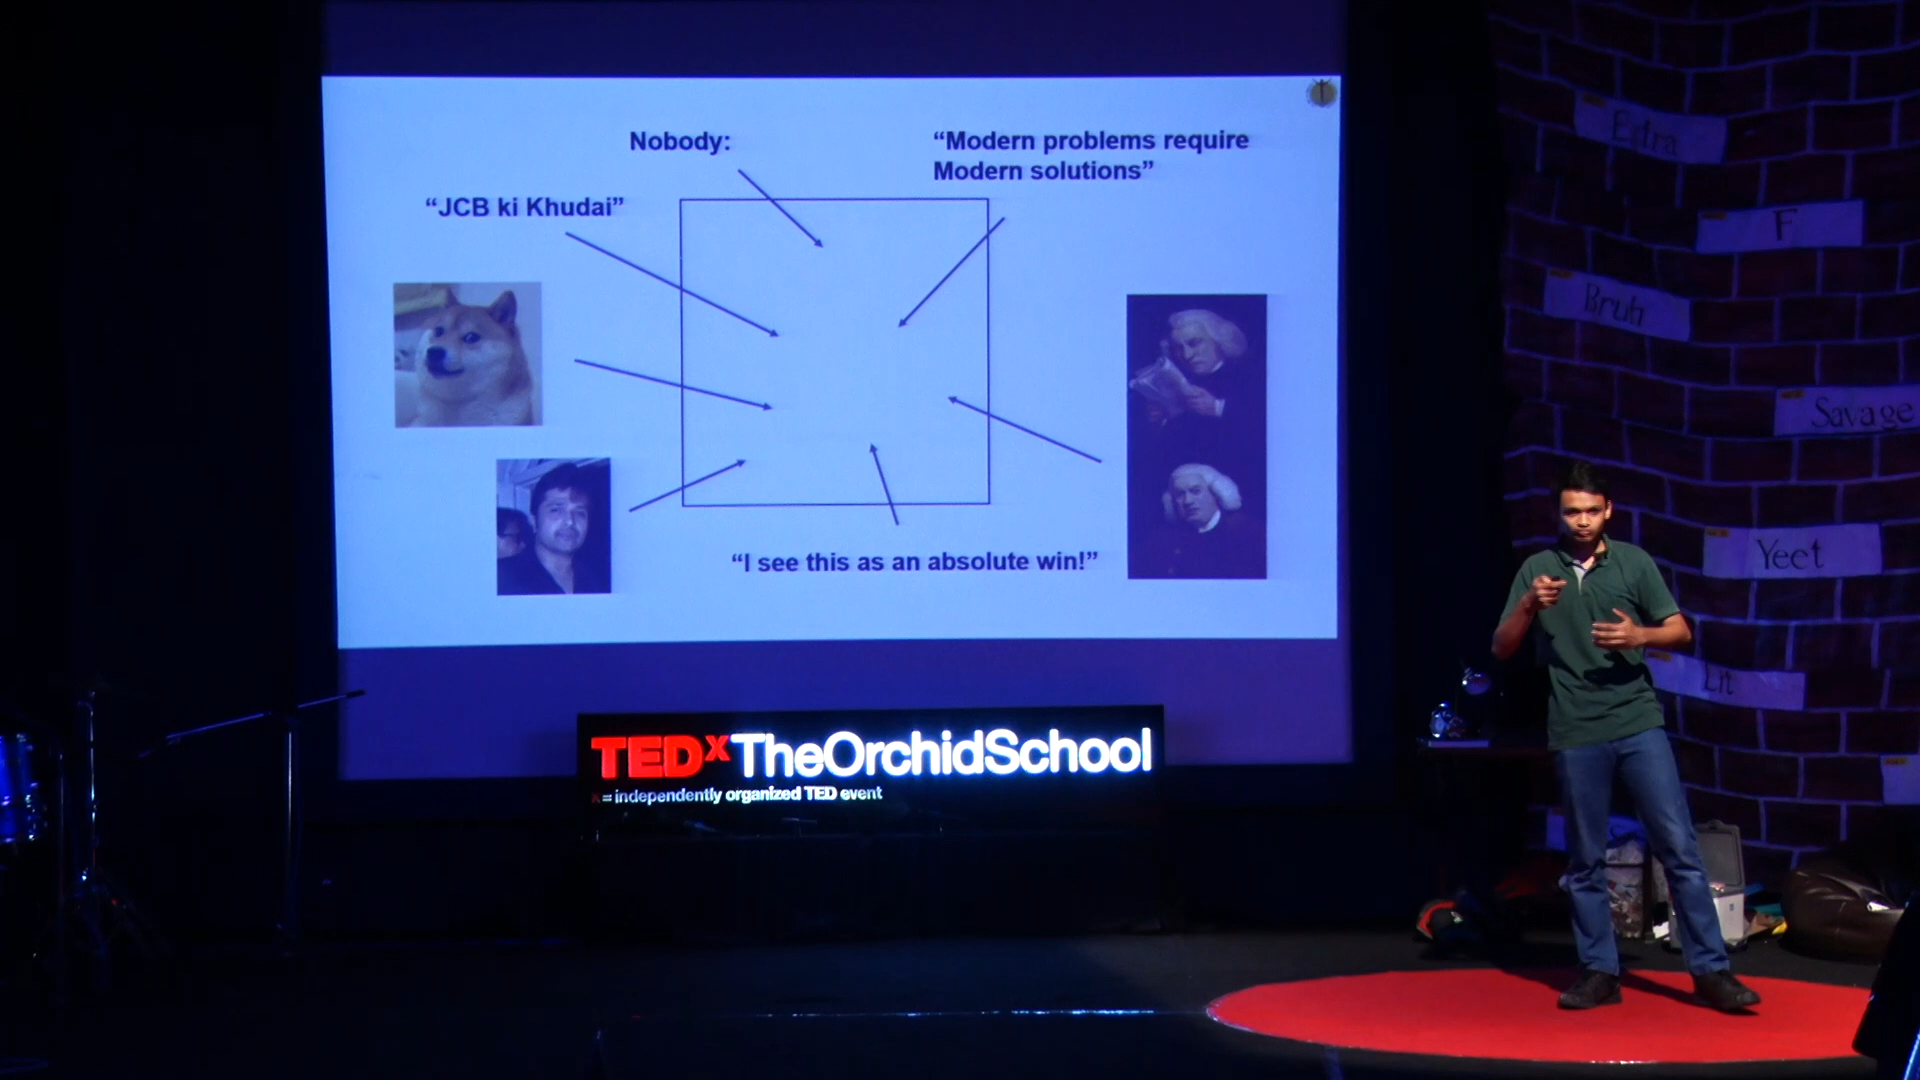 Nobody:
“Modern problems require
Modern solutions”
“JCB ki Khudai”
“I see this as an absolute win!”
Extra
F
Bruh
Savage
Yeet
Lit
TEDxTheOrchidSchool
x = independently organized TED event